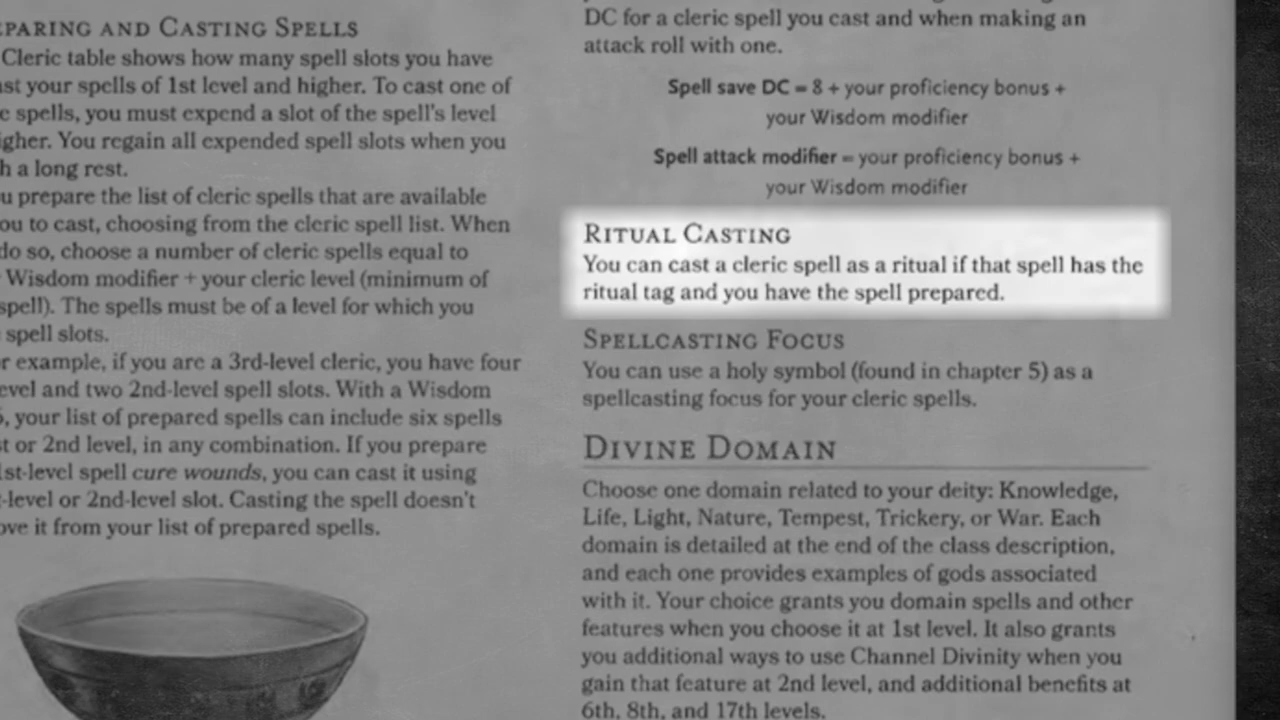 PARING AND CASTING SPELLS
Cleric table shows how many spell slots you have
your spells of 1st level and higher. To cast one of
spells, you must expend a slot of the spell's level
You regain all expended spell slots when you
a long rest.
prepare the list of cleric spells that are available
to cast, choosing from the cleric spell list. When
do so, choose a number of cleric spells equal to
Wisdom modifier + your cleric level (minimum of
spell). The spells must be of a level for which you
spell slots.
example, if you are a 3rd-level cleric, you have four
and two 2nd-level spell slots. With a Wisdom
your list of prepared spells can include six spells
or 2nd level, in any combination. If you prepare
1st-level spell cure wounds, you can cast it using
-level or 2nd-level slot. Casting the spell doesn't
it from your list of prepared spells.
DC for a cleric spell you cast and when making an
attack roll with one.
Spell save DC = 8 + your proficiency bonus +
your Wisdom modifier
Spell attack modifier = your proficiency bonus +
your Wisdom modifier
RITUAL CASTING
You can cast a cleric spell as a ritual if that spell has the
ritual tag and you have the spell prepared.
SPELLCASTING FOCUS
You can use a holy symbol (found in chapter 5) as a
spellcasting focus for your cleric spells.
DIVINE DOMAIN
Choose one domain related to your deity: Knowledge,
Life, Light, Nature, Tempest, Trickery, or War. Each
domain is detailed at the end of the class description,
and each one provides examples of gods associated
with it. Your choice grants you domain spells and other
features when you choose it at 1st level. It also grants
you additional ways to use Channel Divinity when you
gain that feature at 2nd level, and additional benefits at
6th, 8th, and 17th levels.